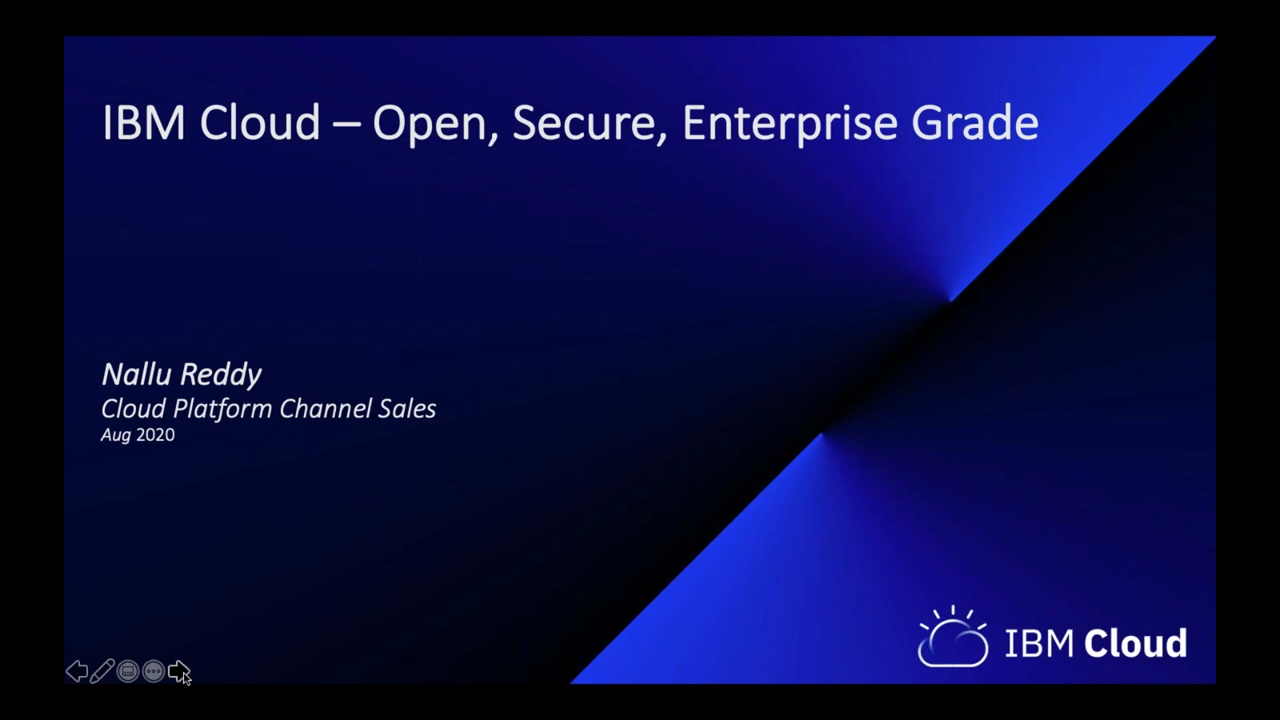 IBM Cloud – Open, Secure, Enterprise Grade
Nallu Reddy
Cloud Platform Channel Sales
Aug 2020
IBM Cloud